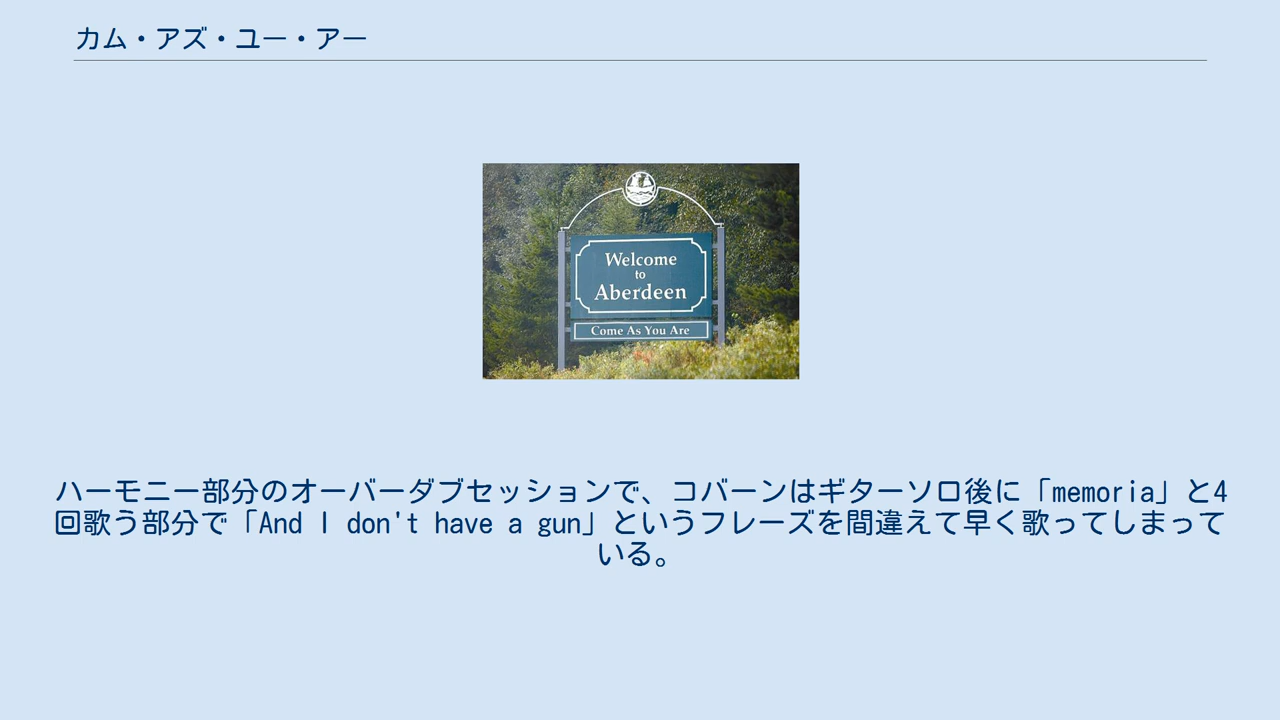 カム・アズ・ユー・アー
Welcome
to
Aberdeen
Come As You Are
ハーモニー部分のオーバーダブセッションで、コバーンはギターソロ後に「memoria」と4
回歌う部分で「And I don't have a gun」というフレーズを間違えて早く歌ってしまって
いる。